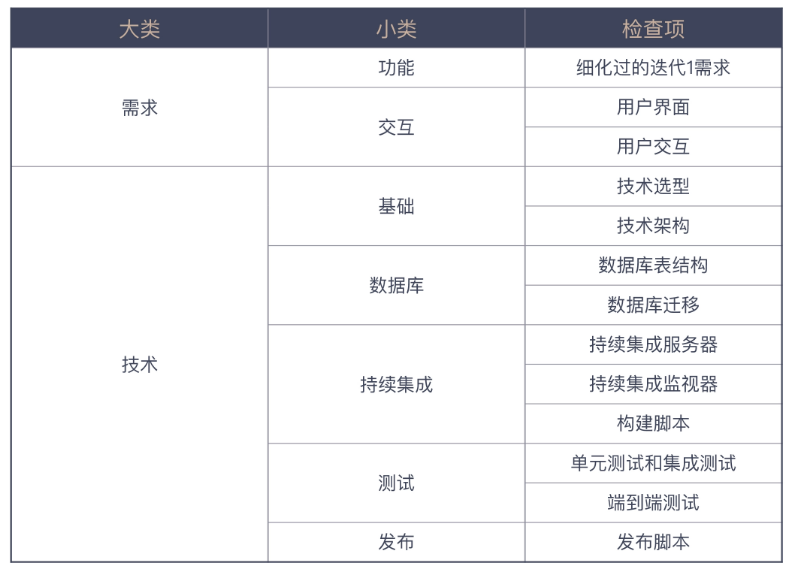 大类 小类 检查项
需求 功能 细化过的迭代1需求
交互 用户界面
用户交互
技术 基础 技术选型
技术架构
数据库 数据库表结构
数据库迁移
持续集成 持续集成服务器
持续集成监视器
构建脚本
测试 单元测试和集成测试
端到端测试
发布 发布脚本